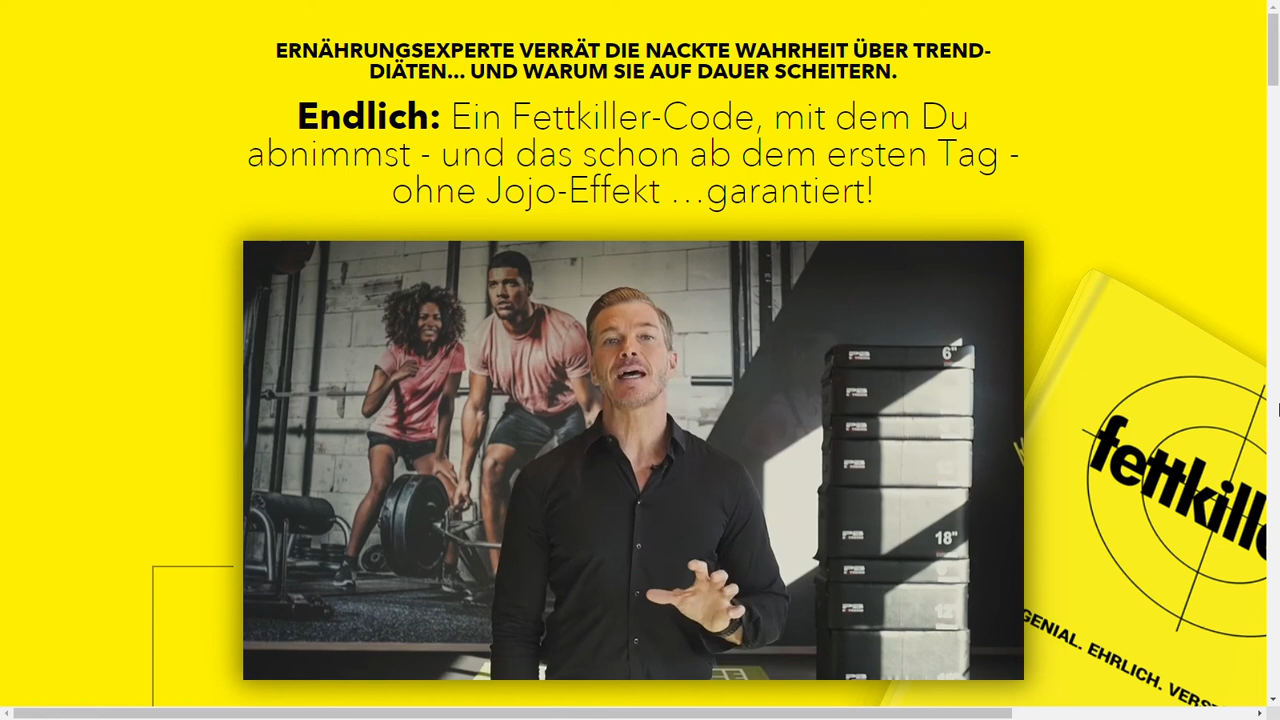 ERNÄHRUNGSEXPERTE VERRÄT DIE NACKTE WAHRHEIT ÜBER TREND-
DIÄTEN... UND WARUM SIE AUF DAUER SCHEITERN.
Endlich: Ein Fettkiller-Code, mit dem Du
abnimmst - und das schon ab dem ersten Tag -
ohne Jojo-Effekt …garantiert!
6"
18"
12"
fettkille
GENIAL. EHRLICH. VERST